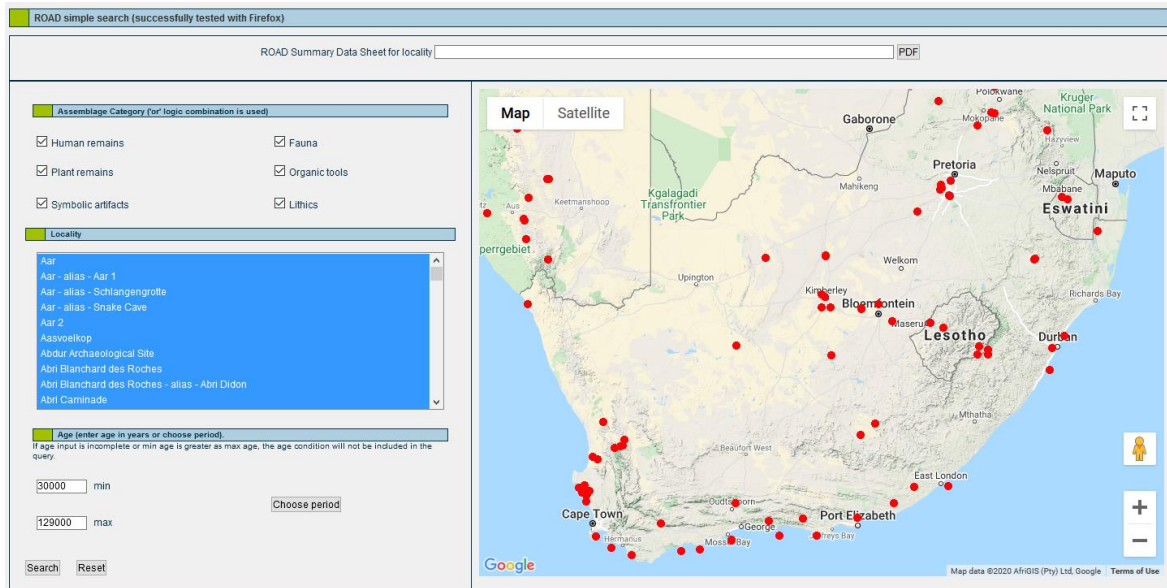 ROAD simple search (successfully tested with Firefox)
ROAD Summary Data Sheet for locality
PDF
Assemblage Category ('or' logic combination is used)
Human remains
Fauna
Plant remains
Organic tools
Symbolic artifacts
Lithics
Locality
Aar
Aar - alias - Aar 1
Aar - alias - Schlangengrotte
Aar - alias - Snake Cave
Aar 2
Aasvoelkop
Abdur Archaeological Site
Abri Blanchard des Roches
Abri Blanchard des Roches - alias - Abri Didon
Abri Caminade
Age (enter age in years or choose period).
If age input is incomplete or min age is greater as max age, the age condition will not be included in the
query.
30000 min
Choose period
129000 max
Search Reset
Map Satellite
Polokwane
Kruger
National Park
Mokopane
Gaborone
Hazyview
Pretoria
Nelspruit
Maputo
Mahikeng
Mbabane
Eswatini
Kgalagadi
Transfrontier
Park
Aus
Keetmanshoop
perrgebiet
Welkom
Upington
Kimberley
Richards Bay
Bloemfontein
Maseru
Lesotho
Durban
Mthatha
Beaufort West
East London
Cape Town
Oudtshoorn
George
Port Elizabeth
Hermanus
Mossel Bay
Jeffreys Bay
Google
Map data ©2020 AfriGIS (Pty) Ltd, Google Terms of Use